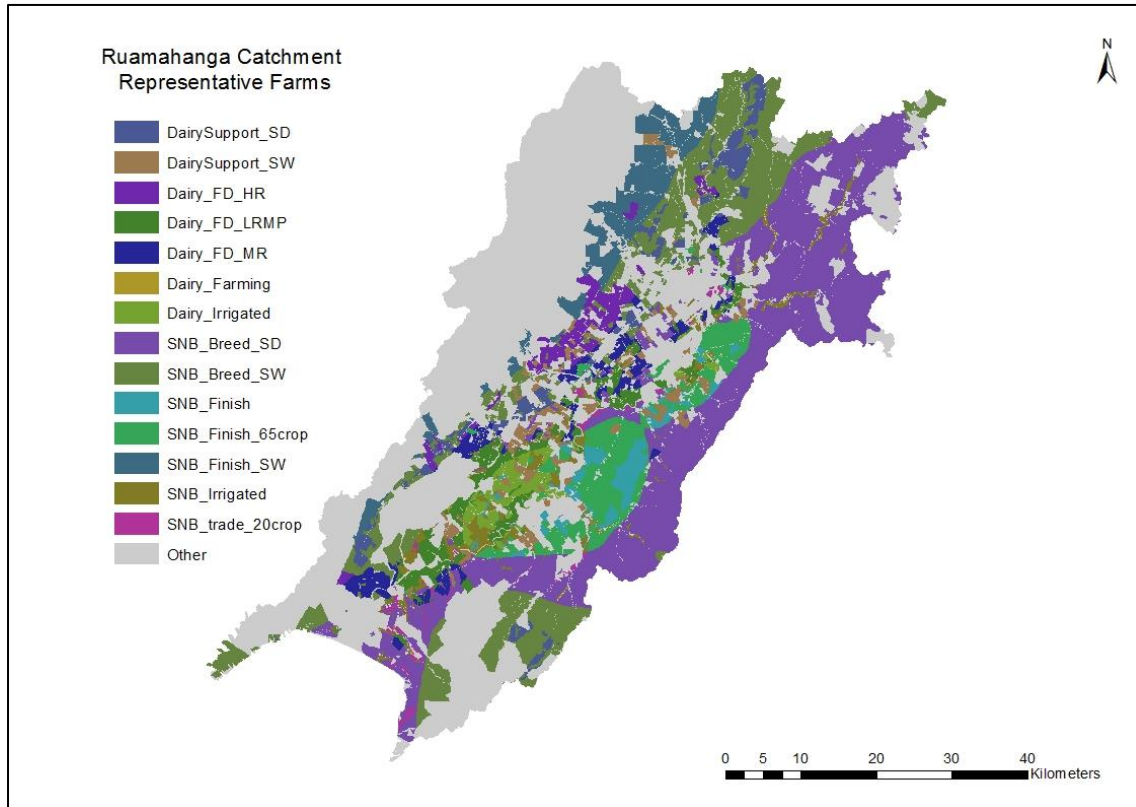 Ruamahanga Catchment
Representative Farms
N
DairySupport_SD
DairySupport_SW
Dairy_FD_HR
Dairy_FD_LRMP
Dairy_FD_MR
Dairy_Farming
Dairy_Irrigated
SNB_Breed_SD
SNB_Breed_SW
SNB_Finish
SNB_Finish_65crop
SNB_Finish_SW
SNB_Irrigated
SNB_trade_20crop
Other
0 5 10 20 30 40
Kilometers